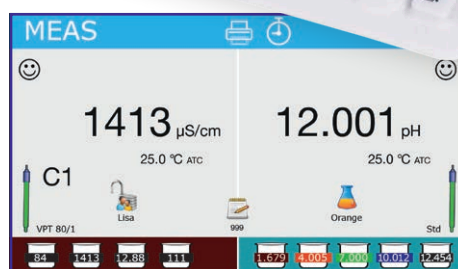 MEAS
1413 µS/cm
12.001 pH
25.0 °C ATC
25.0 °C ATC
C1
Lisa
999
Orange
VPT 80/1
Std
84
1413
12.88
111
1.679
4.005
7.000
10.012
12.454